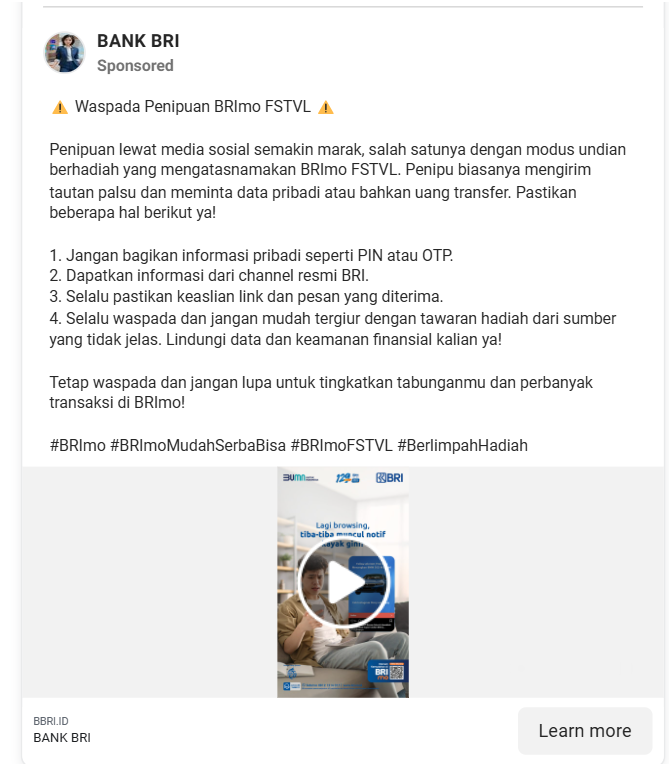 BANK BRI
Sponsored
⚠️ Waspada Penipuan BRImo FSTVL ⚠️
Penipuan lewat media sosial semakin marak, salah satunya dengan modus undian
berhadiah yang mengatasnamakan BRImo FSTVL. Penipu biasanya mengirim
tautan palsu dan meminta data pribadi atau bahkan uang transfer. Pastikan
beberapa hal berikut ya!
1. Jangan bagikan informasi pribadi seperti PIN atau OTP.
2. Dapatkan informasi dari channel resmi BRI.
3. Selalu pastikan keaslian link dan pesan yang diterima.
4. Selalu waspada dan jangan mudah tergiur dengan tawaran hadiah dari sumber
yang tidak jelas. Lindungi data dan keamanan finansial kalian ya!
Tetap waspada dan jangan lupa untuk tingkatkan tabunganmu dan perbanyak
transaksi di BRImo!
#BRImo #BRImoMudahSerbaBisa #BRImoFSTVL #BerlimpahHadiah
BUMN
129
BRI
Lagi browsing,
tiba-tiba muncul notif
BRI
BBRI.ID
BANK BRI
Learn more